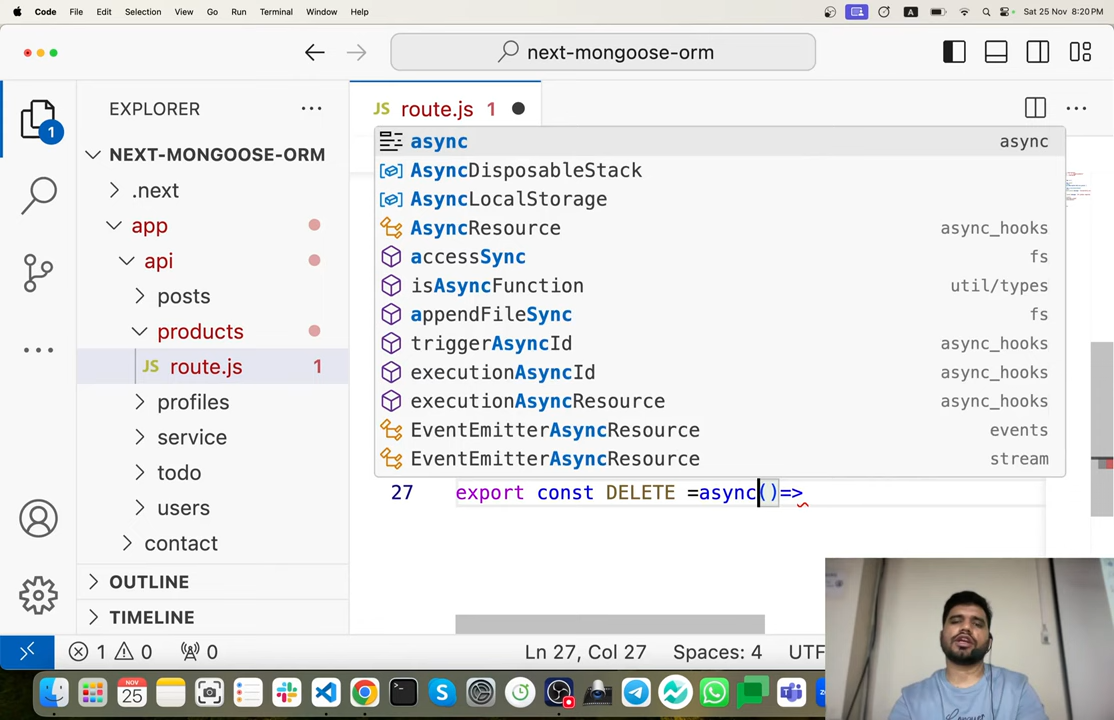 Code File Edit Selection View Go Run Terminal Window Help A Sat 25 Nov 8:20 PM
next-mongoose-orm
EXPLORER
JS route.js 1
1
NEXT-MONGOOSE-ORM
.next
app
api
posts
products
JS route.js 1
profiles
service
todo
users
contact
OUTLINE
TIMELINE
async async
AsyncDisposableStack
AsyncLocalStorage
AsyncResource async_hooks
accessSync fs
isAsyncFunction util/types
appendFileSync fs
triggerAsyncId async_hooks
executionAsyncId async_hooks
executionAsyncResource async_hooks
EventEmitterAsyncResource events
EventEmitterAsyncResource stream
27 export const DELETE =async()=>
1 0 0 Ln 27, Col 27 Spaces: 4 UTF
NOV
25